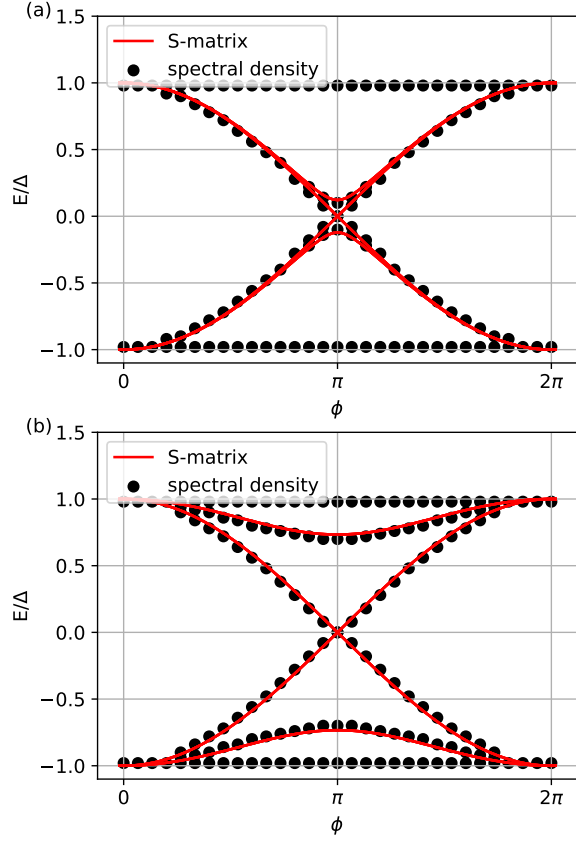 (a)
1.5
S-matrix
spectral density
1.0
0.5
0.0
−0.5
−1.0
E/Δ
0
π
2π
ϕ
(b)
1.5
S-matrix
spectral density
1.0
0.5
0.0
−0.5
−1.0
E/Δ
0
π
2π
ϕ